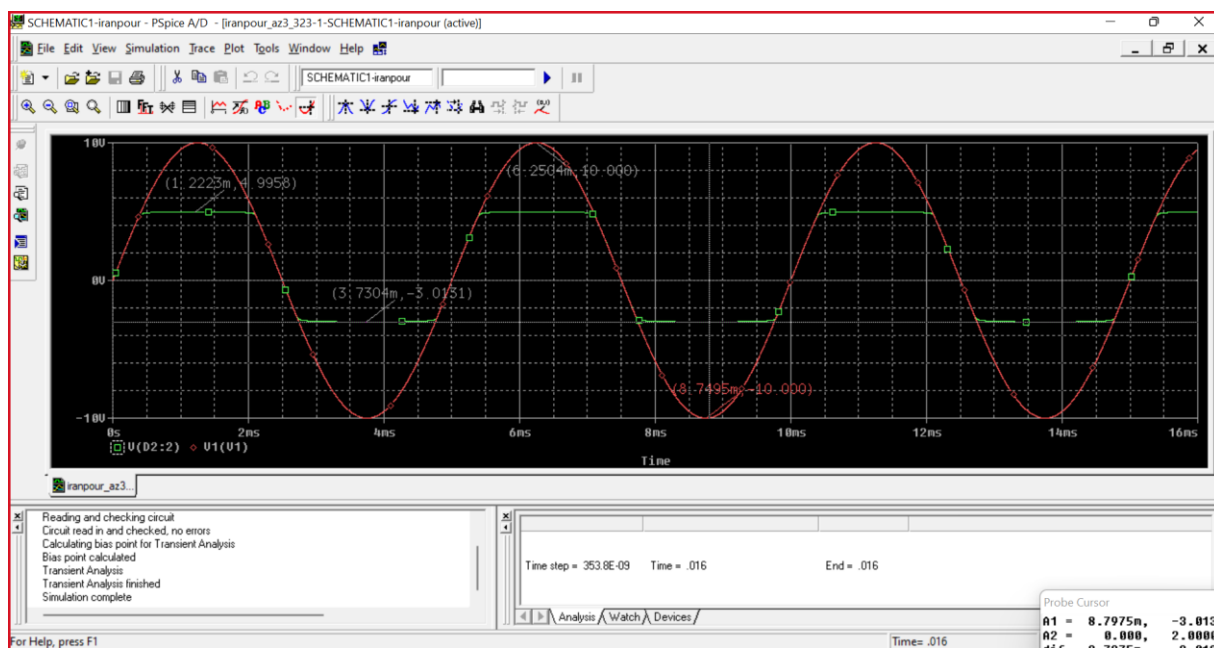 SCHEMATIC1-iranpour - PSpice A/D - [iranpour_az3_323-1-SCHEMATIC1-iranpour (active)]
File Edit View Simulation Trace Plot Tools Window Help
SCHEMATIC1-iranpour
10V
(1.2223m,4.9958)
(6.2504m,10.000)
0V
(3.7304m,-3.0131)
(8.7495m,-10.000)
-10V
0s 2ms 4ms 6ms 8ms 10ms 12ms 14ms 16ms
V(D2:2) V1(V1)
Time
iranpour_az3...
Reading and checking circuit
Circuit read in and checked, no errors
Calculating bias point for Transient Analysis
Bias point calculated
Transient Analysis
Transient Analysis finished
Simulation complete
Time step = 353.8E-09 Time = .016 End = .016
Analysis Watch Devices
Probe Cursor
A1 = 8.7975m, -3.013
A2 = 0.000, 2.0000
For Help, press F1
Time= .016